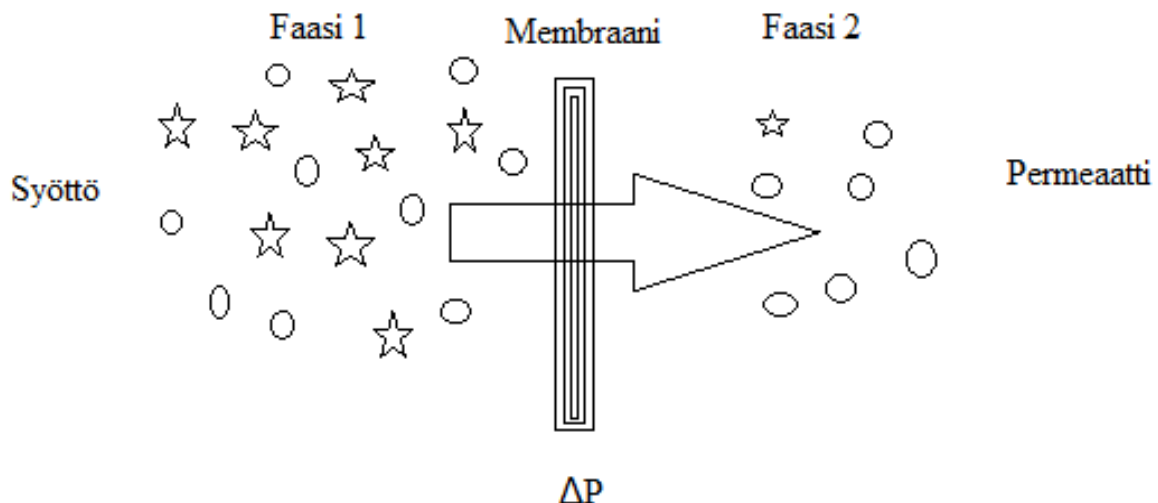 Faasi 1
Membraani
Faasi 2
Syöttö
Permeaatti
ΔP